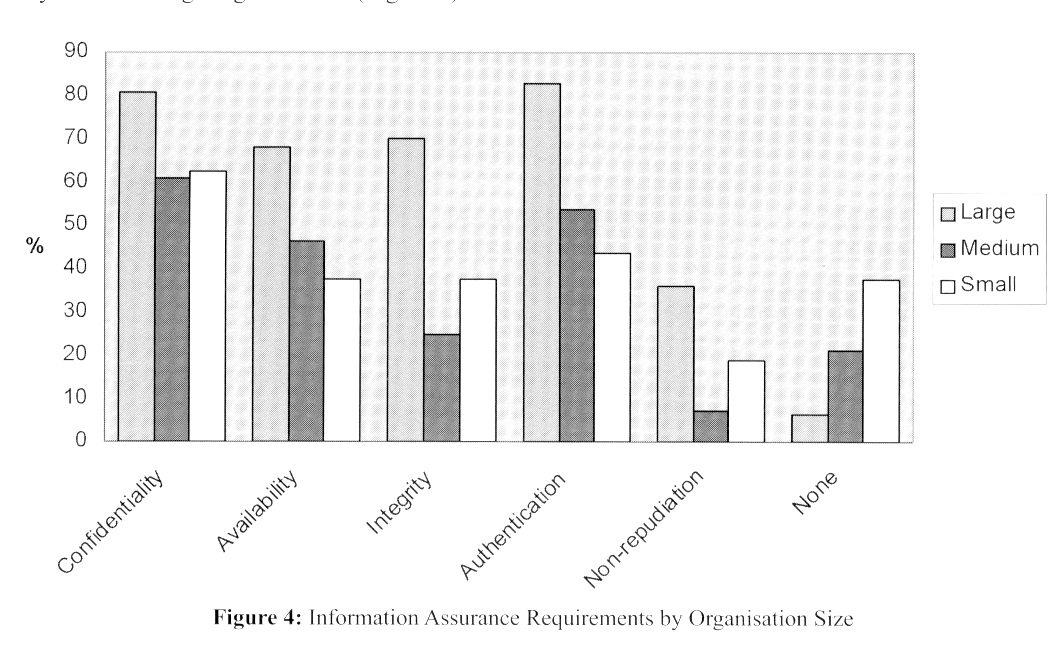 90
80
70
60
50
40
30
20
10
0
%
Confidentiality
Availability
Integrity
Authentication
Non-repudiation
None
Large
Medium
Small
Figure 4: Information Assurance Requirements by Organisation Size